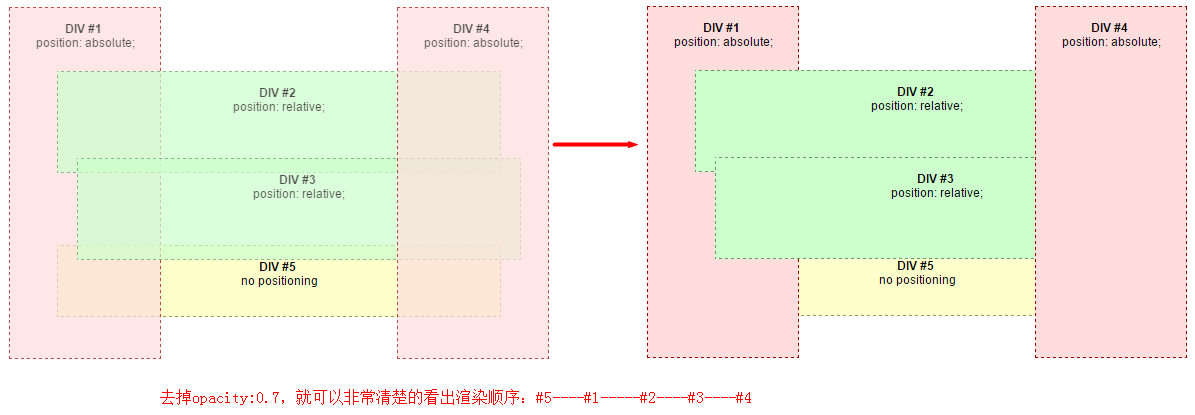 DIV #1
position: absolute;
DIV #4
position: absolute;
DIV #2
position: relative;
DIV #3
position: relative;
DIV #5
no positioning
DIV #1
position: absolute;
DIV #4
position: absolute;
DIV #2
position: relative;
DIV #3
position: relative;
DIV #5
no positioning
去掉opacity:0.7，就可以非常清楚的看出渲染顺序：#5----#1-----#2----#3----#4